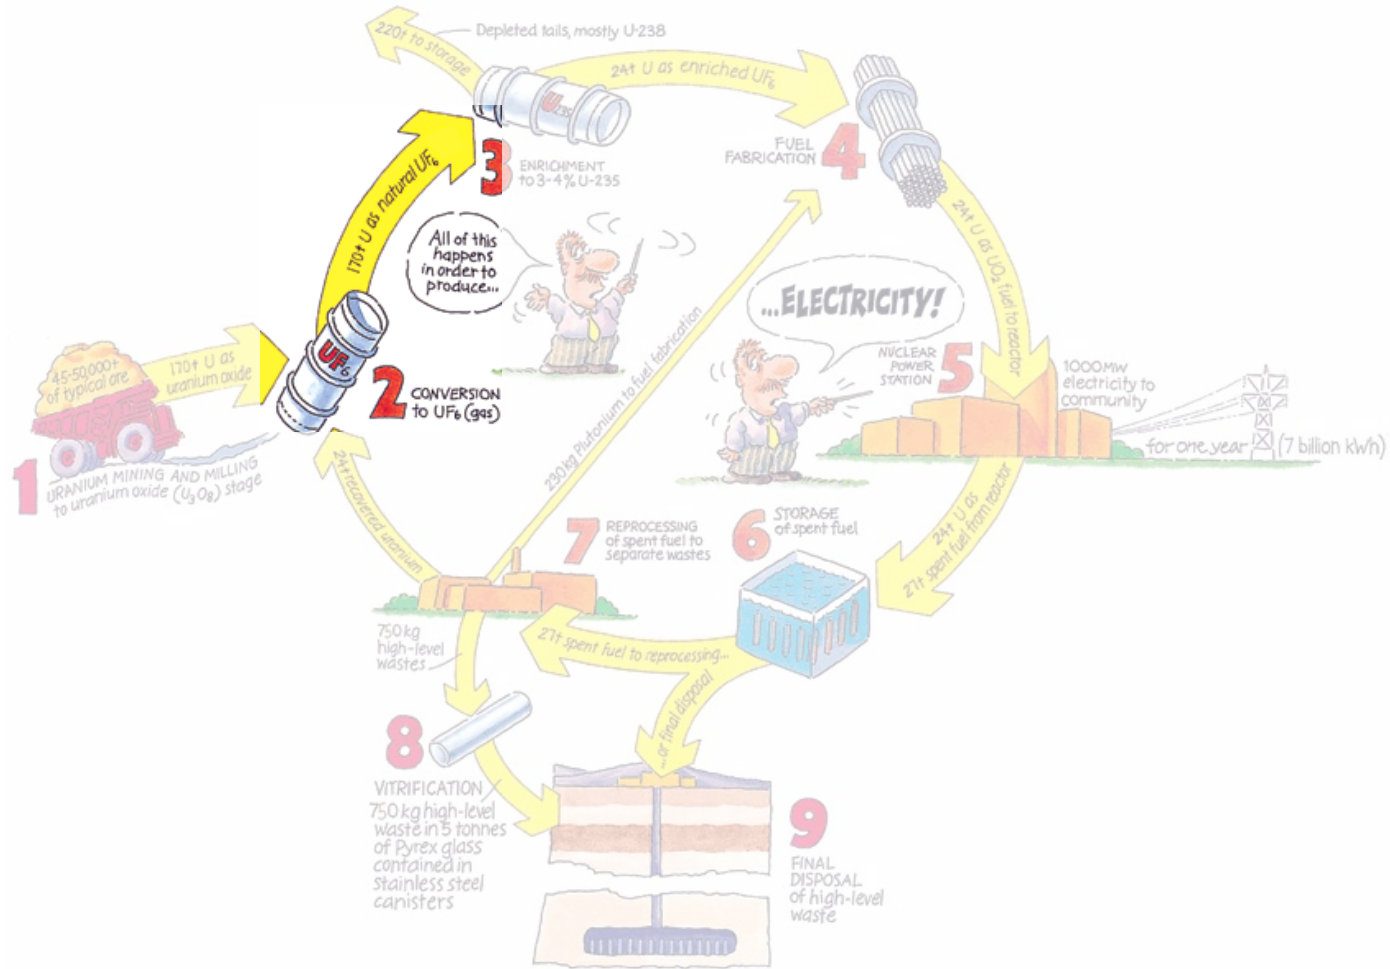 220t to storage
Depleted tails, mostly U-238
24t U as enriched UF₆
U235
3
ENRICHMENT
to 3-4% U-235
FUEL
FABRICATION
4
170t U as natural UF₆
All of this
happens
in order to
produce...
24t U as UO₂ fuel to reactor
...ELECTRICITY!
NUCLEAR
POWER
STATION
5
1000MW
electricity to
community
for one year (7 billion kWh)
45-50,000t
of typical ore
170t U as
uranium oxide
UF₆
2
CONVERSION
to UF₆ (gas)
1
URANIUM MINING AND MILLING
to uranium oxide (U₃O₈) stage
24t recovered uranium
230kg Plutonium to fuel fabrication
7
REPROCESSING
of spent fuel to
separate wastes
6
STORAGE
of spent fuel
24t U as
27t spent fuel from reactor
750kg
high-level
wastes
27t spent fuel to reprocessing...
...or final disposal
8
VITRIFICATION
750kg high-level
waste in 5 tonnes
of Pyrex glass
contained in
stainless steel
canisters
9
FINAL
DISPOSAL
of high-level
waste